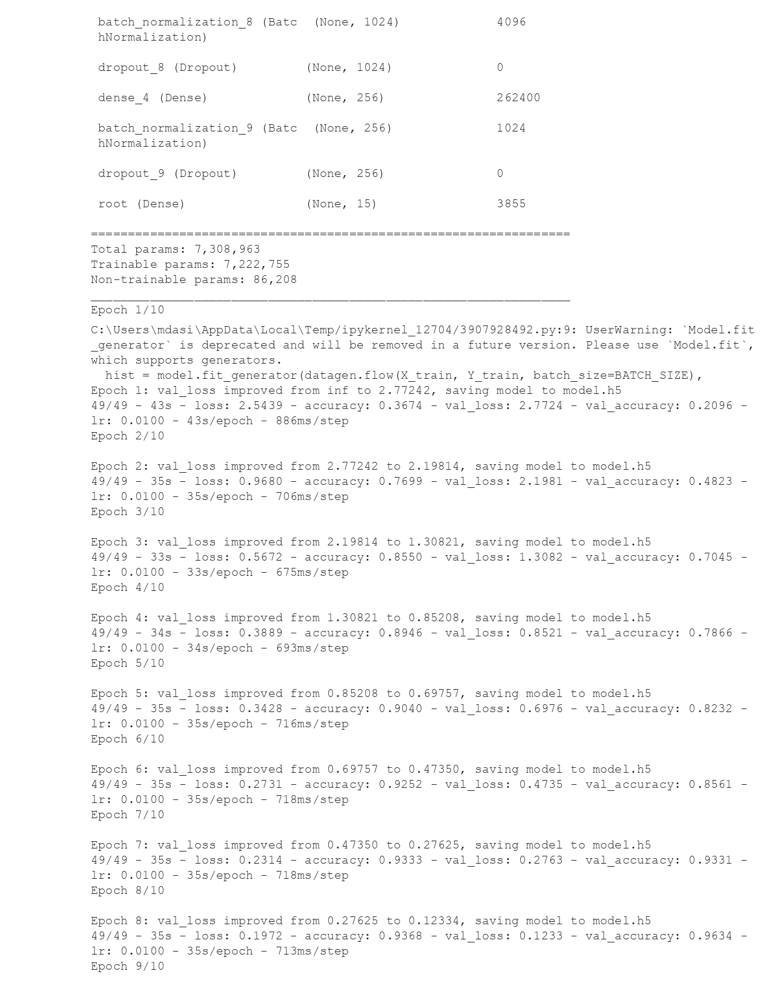 batch_normalization_8 (Batc  (None, 1024)             4096
hNormalization)
dropout_8 (Dropout)         (None, 1024)              0
dense_4 (Dense)             (None, 256)               262400
batch_normalization_9 (Batc  (None, 256)              1024
hNormalization)
dropout_9 (Dropout)         (None, 256)               0
root (Dense)                (None, 15)                3855
=================================================================
Total params: 7,308,963
Trainable params: 7,222,755
Non-trainable params: 86,208
_________________________________________________________________
Epoch 1/10
C:\Users\mdasi\AppData\Local\Temp/ipykernel_12704/3907928492.py:9: UserWarning: `Model.fit
_generator` is deprecated and will be removed in a future version. Please use `Model.fit`,
which supports generators.
  hist = model.fit_generator(datagen.flow(X_train, Y_train, batch_size=BATCH_SIZE),
Epoch 1: val_loss improved from inf to 2.77242, saving model to model.h5
49/49 - 43s - loss: 2.5439 - accuracy: 0.3674 - val_loss: 2.7724 - val_accuracy: 0.2096 -
lr: 0.0100 - 43s/epoch - 886ms/step
Epoch 2/10
Epoch 2: val_loss improved from 2.77242 to 2.19814, saving model to model.h5
49/49 - 35s - loss: 0.9680 - accuracy: 0.7699 - val_loss: 2.1981 - val_accuracy: 0.4823 -
lr: 0.0100 - 35s/epoch - 706ms/step
Epoch 3/10
Epoch 3: val_loss improved from 2.19814 to 1.30821, saving model to model.h5
49/49 - 33s - loss: 0.5672 - accuracy: 0.8550 - val_loss: 1.3082 - val_accuracy: 0.7045 -
lr: 0.0100 - 33s/epoch - 675ms/step
Epoch 4/10
Epoch 4: val_loss improved from 1.30821 to 0.85208, saving model to model.h5
49/49 - 34s - loss: 0.3889 - accuracy: 0.8946 - val_loss: 0.8521 - val_accuracy: 0.7866 -
lr: 0.0100 - 34s/epoch - 693ms/step
Epoch 5/10
Epoch 5: val_loss improved from 0.85208 to 0.69757, saving model to model.h5
49/49 - 35s - loss: 0.3428 - accuracy: 0.9040 - val_loss: 0.6976 - val_accuracy: 0.8232 -
lr: 0.0100 - 35s/epoch - 716ms/step
Epoch 6/10
Epoch 6: val_loss improved from 0.69757 to 0.47350, saving model to model.h5
49/49 - 35s - loss: 0.2731 - accuracy: 0.9252 - val_loss: 0.4735 - val_accuracy: 0.8561 -
lr: 0.0100 - 35s/epoch - 718ms/step
Epoch 7/10
Epoch 7: val_loss improved from 0.47350 to 0.27625, saving model to model.h5
49/49 - 35s - loss: 0.2314 - accuracy: 0.9333 - val_loss: 0.2763 - val_accuracy: 0.9331 -
lr: 0.0100 - 35s/epoch - 718ms/step
Epoch 8/10
Epoch 8: val_loss improved from 0.27625 to 0.12334, saving model to model.h5
49/49 - 35s - loss: 0.1972 - accuracy: 0.9368 - val_loss: 0.1233 - val_accuracy: 0.9634 -
lr: 0.0100 - 35s/epoch - 713ms/step
Epoch 9/10